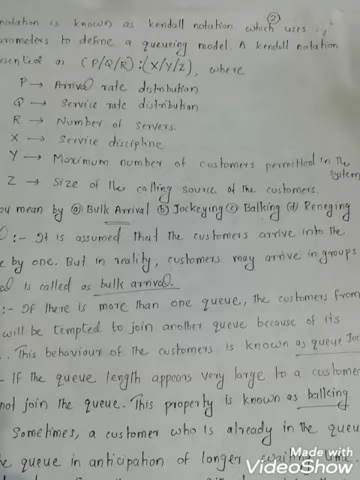 notation is known as kendall notation which uses
②
parameters to define a queueing model. A kendall notation
(P/Q/R):(X/Y/Z), where
P → Arrival rate distribution
Q → Service rate distribution
R → Number of servers.
X → Service discipline
Y → Maximum number of customers permitted in the
system
Z → Size of the calling source of the customers.
you mean by ⓐ Bulk Arrival ⓑ Jockeying ⓒ Balking ⓓ Reneging
:- It is assumed that the customers arrive into the
by one. But in reality, customers may arrive in groups
is called as bulk arrival.
:- If there is more than one queue, the customers from
will be tempted to join another queue because of its
. This behaviour of the customers is known as queue Joc
- If the queue length appears very large to a customer
not join the queue. This property is known as balking
Sometimes, a customer who is already in the queue
queue in anticipation of longer waiting time.
Made with
VideoShow